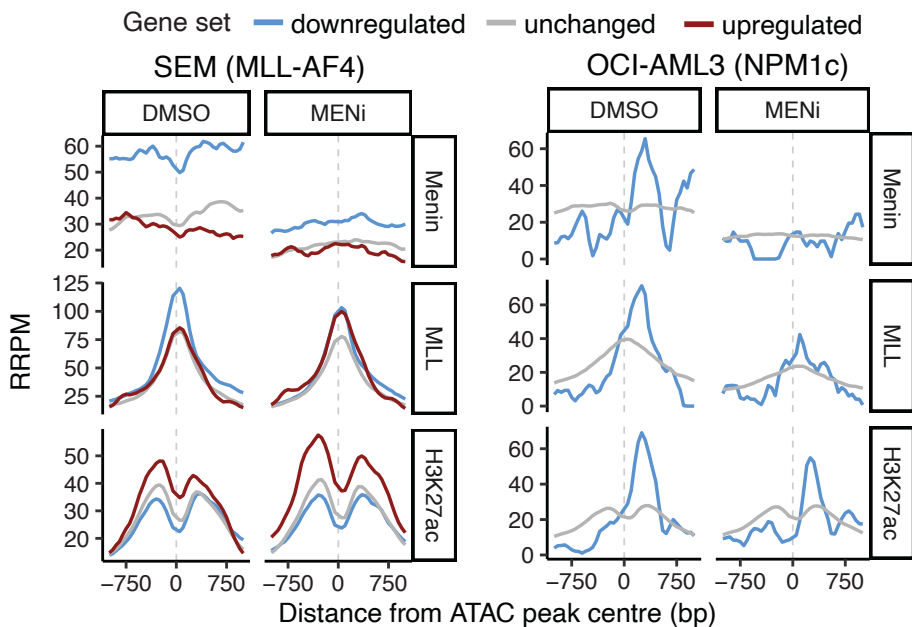 Gene set downregulated unchanged upregulated
SEM (MLL-AF4) OCI-AML3 (NPM1c)
DMSO MENi DMSO MENi
60
50
40
30
20
Menin
60
40
20
0
Menin
RRPM
125
100
75
50
25
MLL
60
40
20
0
MLL
50
40
30
20
H3K27ac
60
40
20
0
H3K27ac
−750 0 750 −750 0 750 −750 0 750 −750 0 750
Distance from ATAC peak centre (bp)